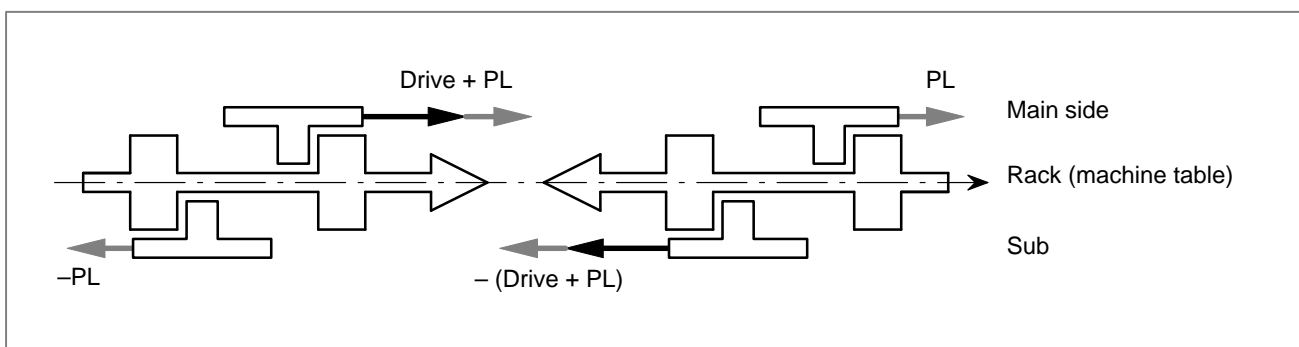 Drive + PL
PL
Main side
Rack (machine table)
Sub
–PL
– (Drive + PL)